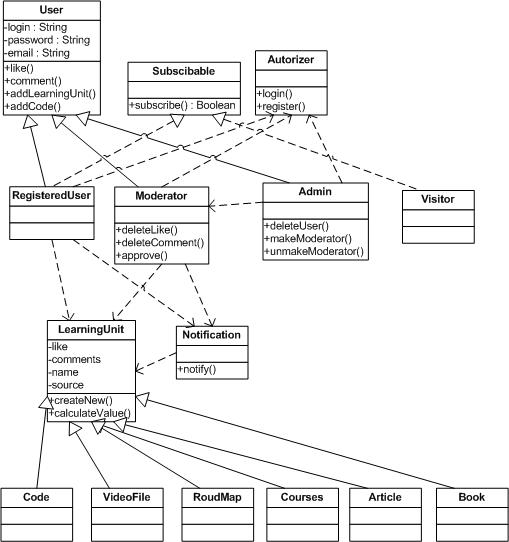 User
-login : String
-password : String
-email : String
+like()
+comment()
+addLearningUnit()
+addCode()
Subscibable
+subscribe() : Boolean
Autorizer
+login()
+register()
RegisteredUser
Moderator
+deleteLike()
+deleteComment()
+approve()
Admin
+deleteUser()
+makeModerator()
+unmakeModerator()
Visitor
LearningUnit
-like
-comments
-name
-source
+createNew()
+calculateValue()
Notification
+notify()
Code
VideoFile
RoudMap
Courses
Article
Book